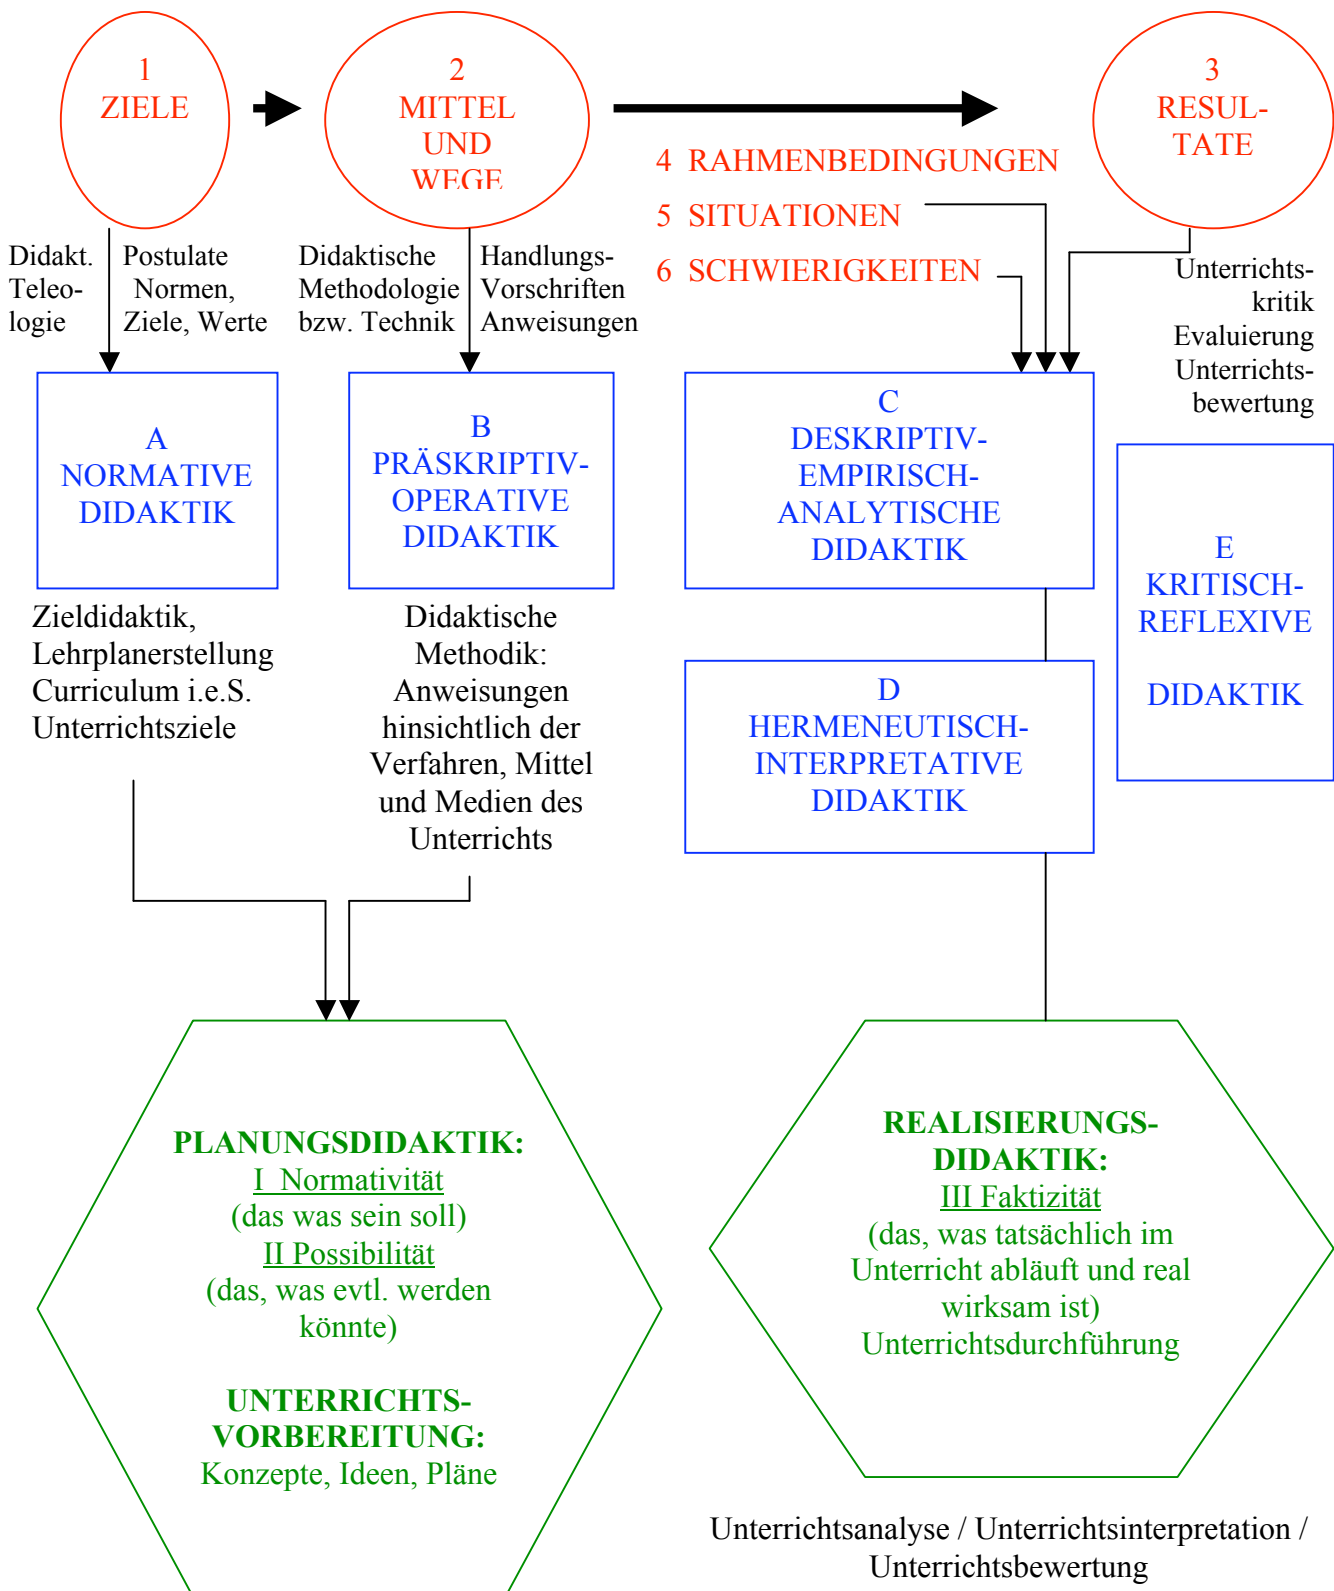 1
ZIELE
2
MITTEL
UND
WEGE
3
RESUL-
TATE
4 RAHMENBEDINGUNGEN
5 SITUATIONEN
6 SCHWIERIGKEITEN
Didakt.
Teleo-
logie
Postulate
Normen,
Ziele, Werte
Didaktische
Methodologie
bzw. Technik
Handlungs-
Vorschriften
Anweisungen
Unterrichts-
kritik
Evaluierung
Unterrichts-
bewertung
A
NORMATIVE
DIDAKTIK
B
PRÄSKRIPTIV-
OPERATIVE
DIDAKTIK
C
DESKRIPTIV-
EMPIRISCH-
ANALYTISCHE
DIDAKTIK
E
KRITISCH-
REFLEXIVE
DIDAKTIK
Zieldidaktik,
Lehrplanerstellung
Curriculum i.e.S.
Unterrichtsziele
Didaktische
Methodik:
Anweisungen
hinsichtlich der
Verfahren, Mittel
und Medien des
Unterrichts
D
HERMENEUTISCH-
INTERPRETATIVE
DIDAKTIK
PLANUNGSDIDAKTIK:
I Normativität
(das was sein soll)
II Possibilität
(das, was evtl. werden
könnte)
UNTERRICHTS-
VORBEREITUNG:
Konzepte, Ideen, Pläne
REALISIERUNGS-
DIDAKTIK:
III Faktizität
(das, was tatsächlich im
Unterricht abläuft und real
wirksam ist)
Unterrichtsdurchführung
Unterrichtsanalyse / Unterrichtsinterpretation /
Unterrichtsbewertung